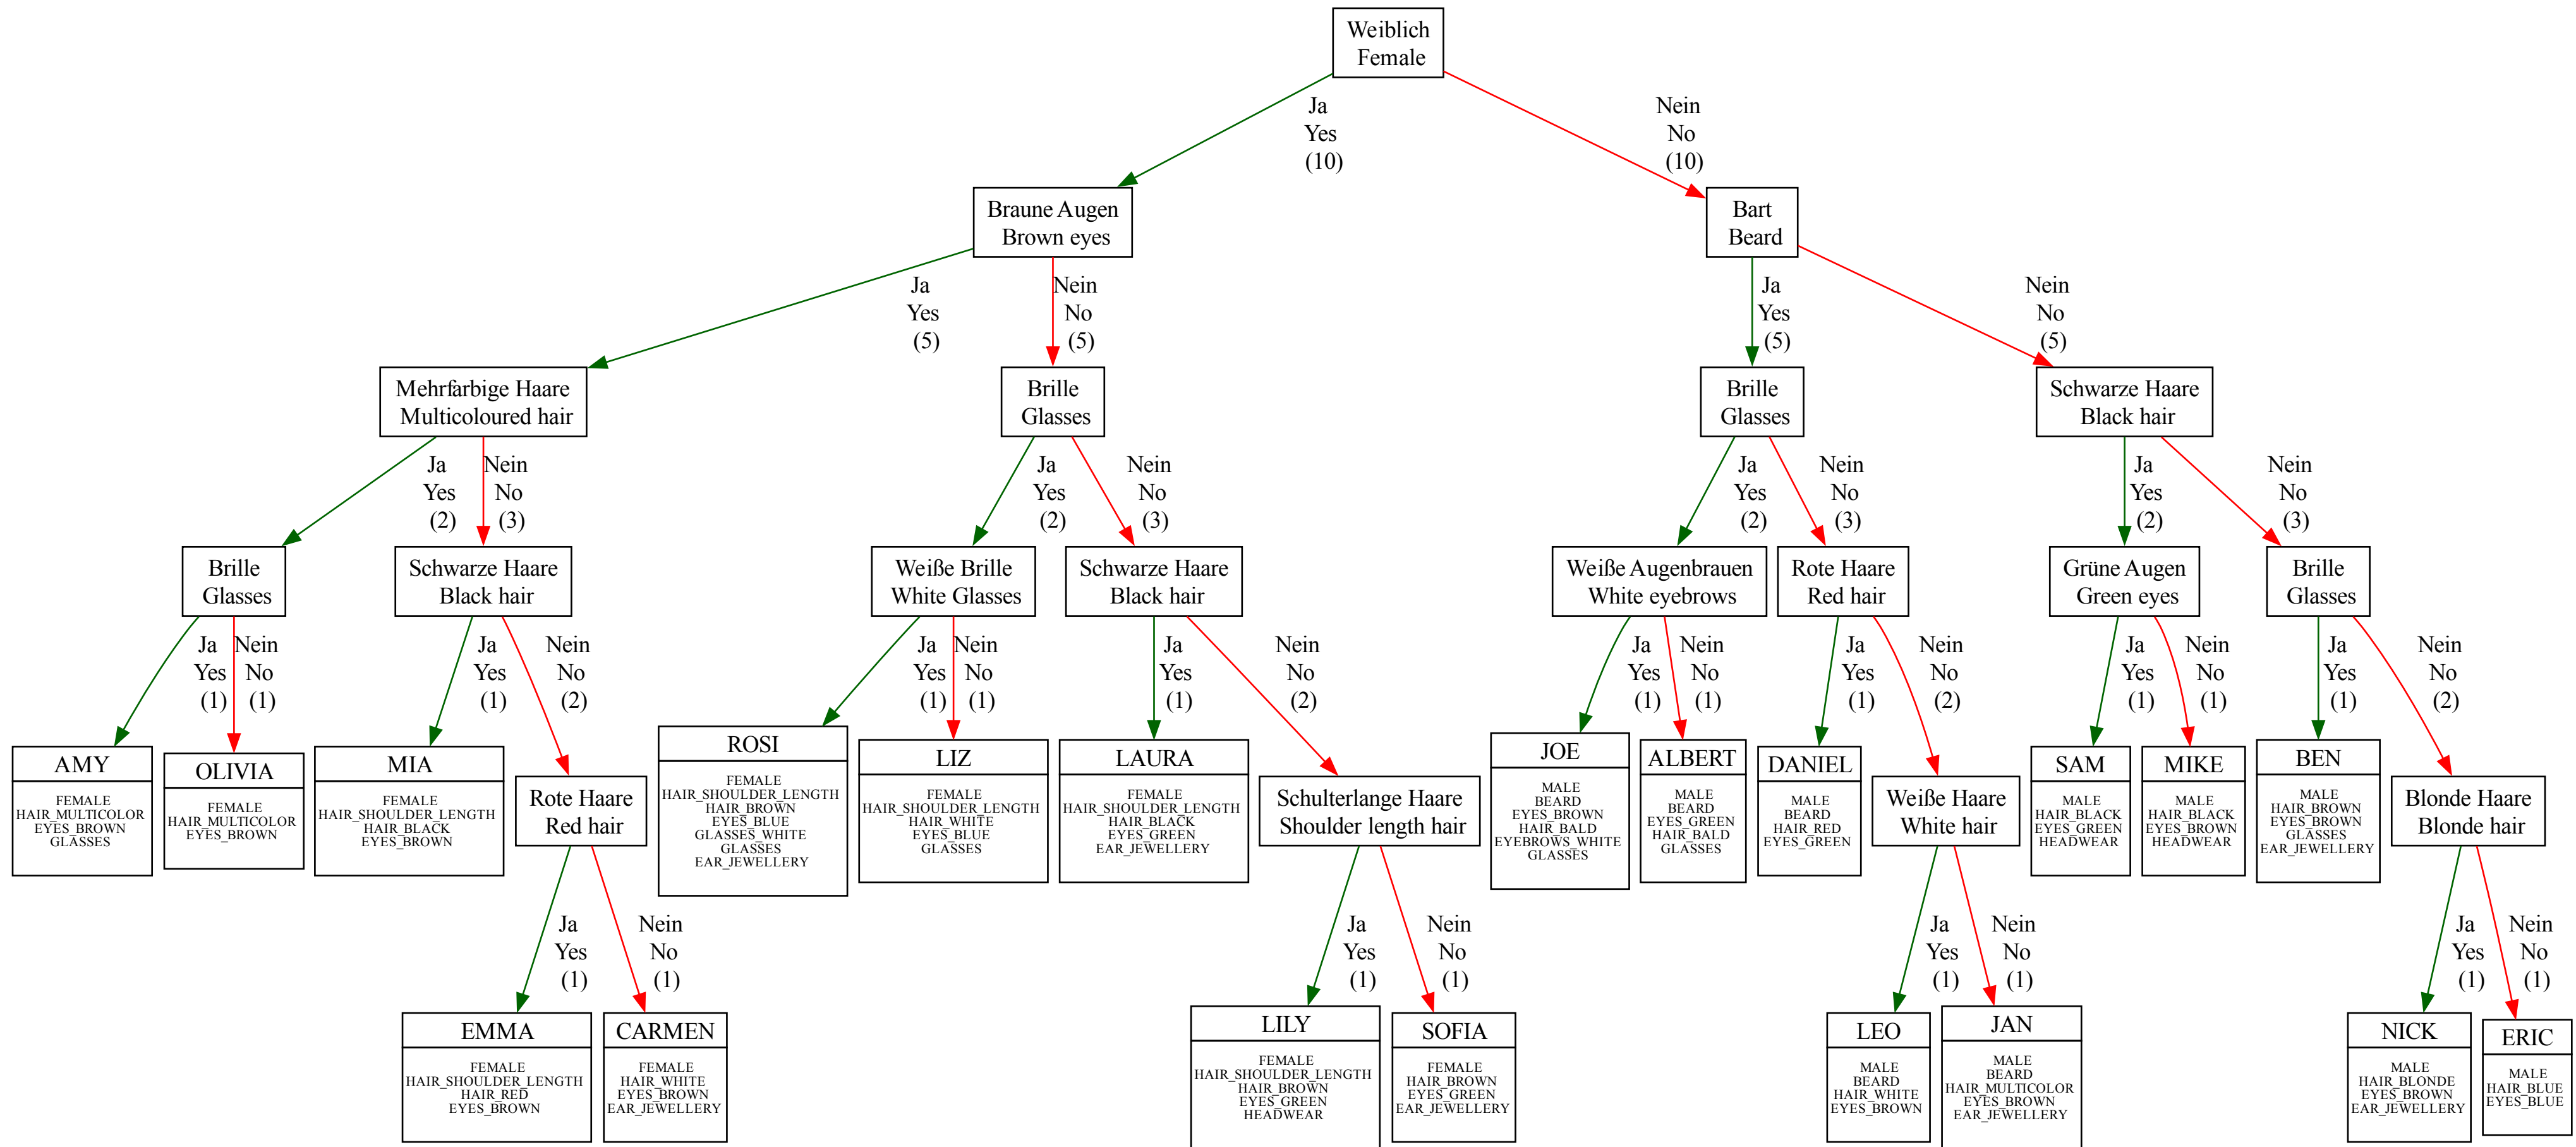 Weiblich
Female
Ja
Yes
(10)
Nein
No
(10)
Braune Augen
Brown eyes
Bart
Beard
Ja
Yes
(5)
Nein
No
(5)
Ja
Yes
(5)
Nein
No
(5)
Mehrfarbige Haare
Multicoloured hair
Brille
Glasses
Brille
Glasses
Schwarze Haare
Black hair
Ja
Yes
(2)
Nein
No
(3)
Ja
Yes
(2)
Nein
No
(3)
Ja
Yes
(2)
Nein
No
(3)
Ja
Yes
(2)
Nein
No
(3)
Brille
Glasses
Schwarze Haare
Black hair
Weiße Brille
White Glasses
Schwarze Haare
Black hair
Weiße Augenbrauen
White eyebrows
Rote Haare
Red hair
Grüne Augen
Green eyes
Brille
Glasses
Ja
Yes
(1)
Nein
No
(1)
Ja
Yes
(1)
Nein
No
(2)
Ja
Yes
(1)
Nein
No
(1)
Ja
Yes
(1)
Nein
No
(2)
Ja
Yes
(1)
Nein
No
(1)
Ja
Yes
(1)
Nein
No
(2)
Ja
Yes
(1)
Nein
No
(1)
Ja
Yes
(1)
Nein
No
(2)
AMY
FEMALE
HAIR_MULTICOLOR
EYES_BROWN
GLASSES
OLIVIA
FEMALE
HAIR_MULTICOLOR
EYES_BROWN
MIA
FEMALE
HAIR_SHOULDER_LENGTH
HAIR_BLACK
EYES_BROWN
Rote Haare
Red hair
ROSI
FEMALE
HAIR_SHOULDER_LENGTH
HAIR_BROWN
EYES_BLUE
GLASSES_WHITE
GLASSES
EAR_JEWELLERY
LIZ
FEMALE
HAIR_SHOULDER_LENGTH
HAIR_WHITE
EYES_BLUE
GLASSES
LAURA
FEMALE
HAIR_SHOULDER_LENGTH
HAIR_BLACK
EYES_GREEN
EAR_JEWELLERY
Schulterlange Haare
Shoulder length hair
JOE
MALE
BEARD
EYES_BROWN
HAIR_BALD
EYEBROWS_WHITE
GLASSES
ALBERT
MALE
BEARD
EYES_GREEN
HAIR_BALD
GLASSES
DANIEL
MALE
BEARD
HAIR_RED
EYES_GREEN
Weiße Haare
White hair
SAM
MALE
HAIR_BLACK
EYES_GREEN
HEADWEAR
MIKE
MALE
HAIR_BLACK
EYES_BROWN
HEADWEAR
BEN
MALE
HAIR_BROWN
EYES_BROWN
GLASSES
EAR_JEWELLERY
Blonde Haare
Blonde hair
Ja
Yes
(1)
Nein
No
(1)
Ja
Yes
(1)
Nein
No
(1)
Ja
Yes
(1)
Nein
No
(1)
Ja
Yes
(1)
Nein
No
(1)
EMMA
FEMALE
HAIR_SHOULDER_LENGTH
HAIR_RED
EYES_BROWN
CARMEN
FEMALE
HAIR_WHITE
EYES_BROWN
EAR_JEWELLERY
LILY
FEMALE
HAIR_SHOULDER_LENGTH
HAIR_BROWN
EYES_GREEN
HEADWEAR
SOFIA
FEMALE
HAIR_BROWN
EYES_GREEN
EAR_JEWELLERY
LEO
MALE
BEARD
HAIR_WHITE
EYES_BROWN
JAN
MALE
BEARD
HAIR_MULTICOLOR
EYES_BROWN
EAR_JEWELLERY
NICK
MALE
HAIR_BLONDE
EYES_BROWN
EAR_JEWELLERY
ERIC
MALE
HAIR_BLUE
EYES_BLUE